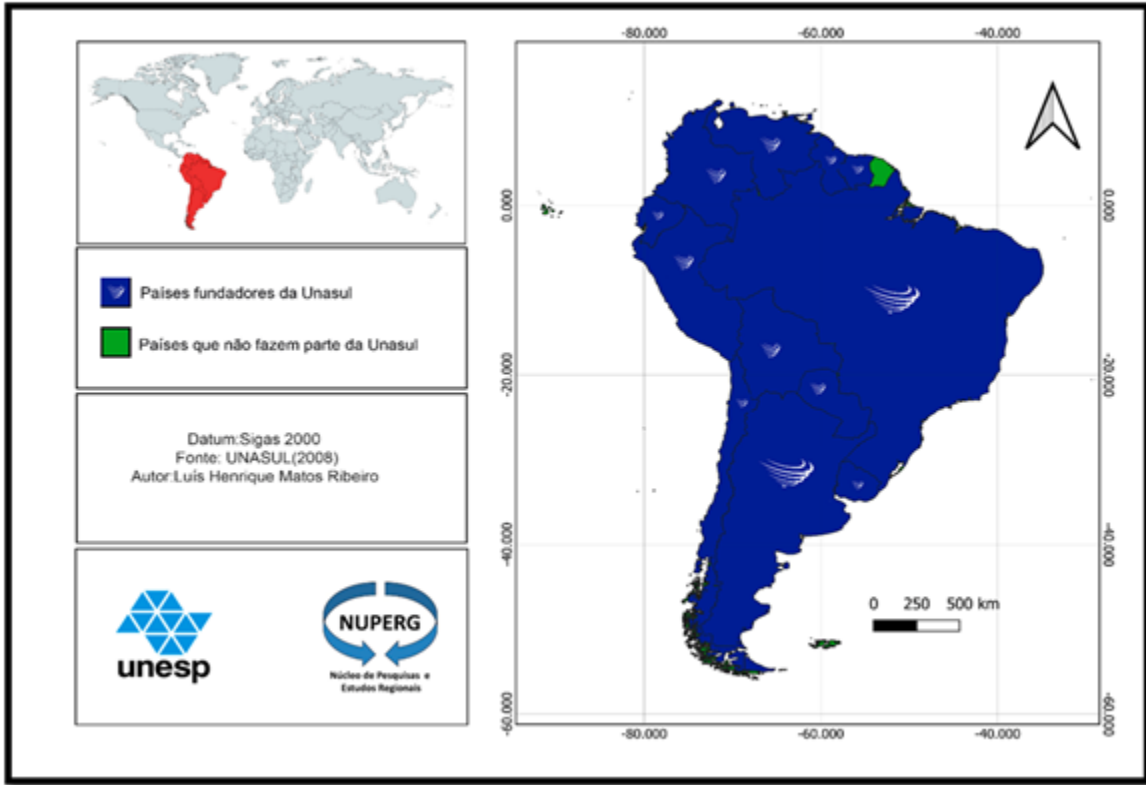 Países fundadores da Unasul
Países que não fazem parte da Unasul
Datum:Sigas 2000
Fonte: UNASUL(2008)
Autor:Luís Henrique Matos Ribeiro
unesp
NUPERG
Núcleo de Pesquisas e
Estudos Regionais
-80.000 -60.000 -40.000
0.000 0.000
-20.000 -20.000
-40.000 -40.000
-60.000 -60.000
0 250 500 km
-80.000 -60.000 -40.000